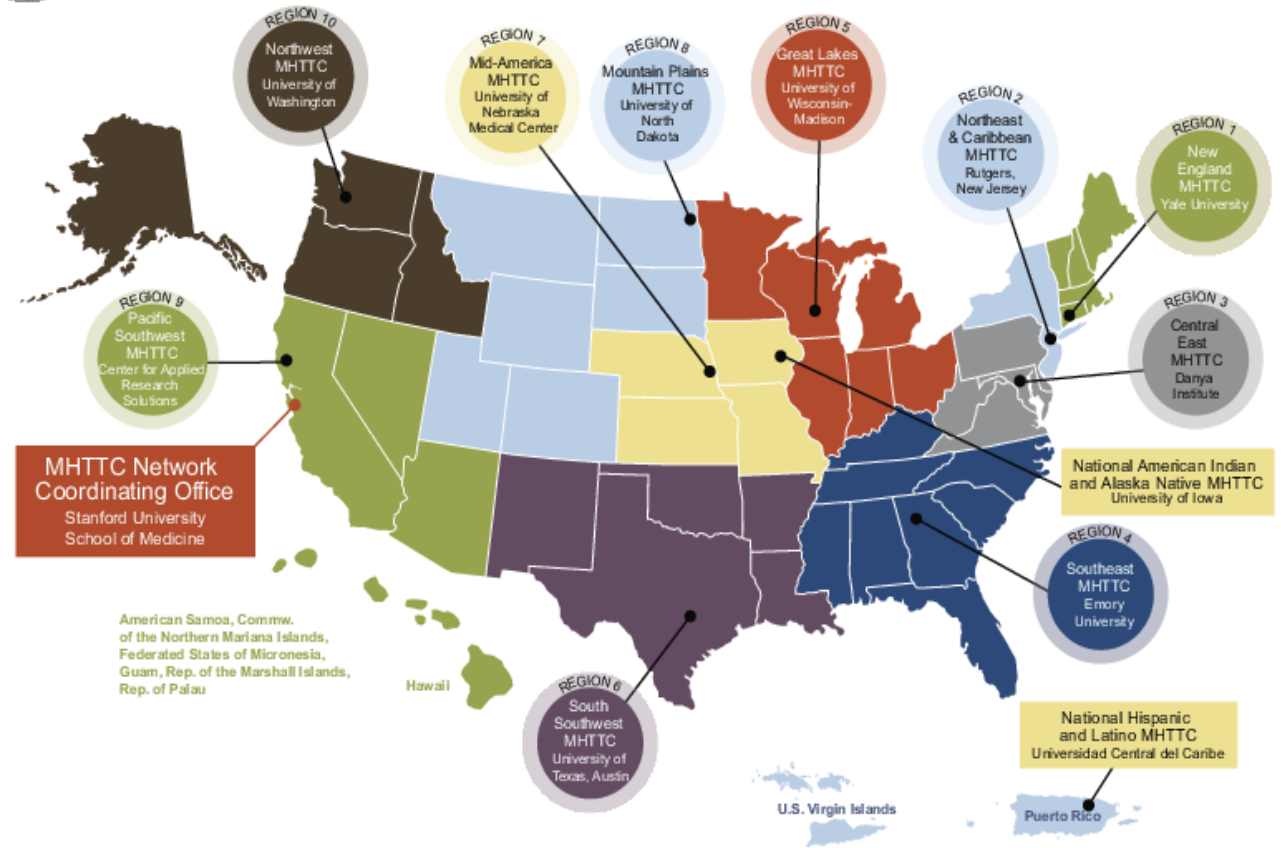 REGION 10
Northwest
MHTTC
University of
Washington
REGION 7
Mid-America
MHTTC
University of
Nebraska
Medical Center
REGION 8
Mountain Plains
MHTTC
University of
North
Dakota
REGION 5
Great Lakes
MHTTC
University of
Wisconsin-
Madison
REGION 2
Northeast
& Caribbean
MHTTC
Rutgers,
New Jersey
REGION 1
New
England
MHTTC
Yale University
REGION 9
Pacific
Southwest
MHTTC
Center for Applied
Research
Solutions
REGION 3
Central
East
MHTTC
Danya
Institute
MHTTC Network
Coordinating Office
Stanford University
School of Medicine
National American Indian
and Alaska Native MHTTC
University of Iowa
REGION 4
Southeast
MHTTC
Emory
University
American Samoa, Commw.
of the Northern Mariana Islands,
Federated States of Micronesia,
Guam, Rep. of the Marshall Islands,
Rep. of Palau
Hawaii
REGION 6
South
Southwest
MHTTC
University of
Texas, Austin
National Hispanic
and Latino MHTTC
Universidad Central del Caribe
U.S. Virgin Islands
Puerto Rico